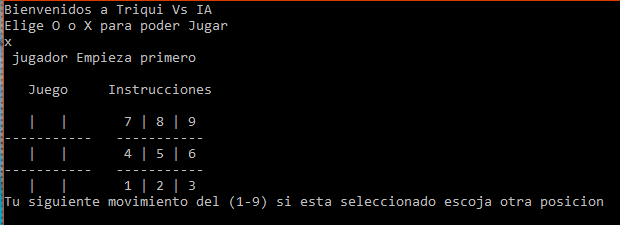 Bienvenidos a Triqui Vs IA
Elige O o X para poder Jugar
x
 jugador Empieza primero
   Juego     Instrucciones
   |   |       7 | 8 | 9
-----------   -----------
   |   |       4 | 5 | 6
-----------   -----------
   |   |       1 | 2 | 3
Tu siguiente movimiento del (1-9) si esta seleccionado escoja otra posicion